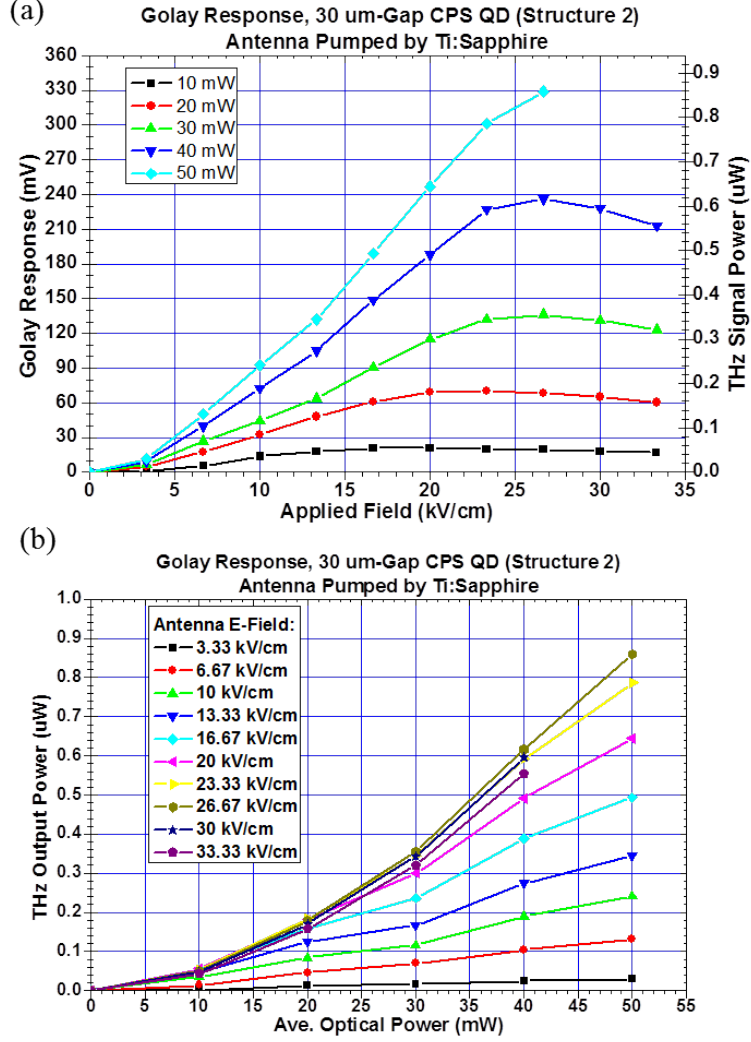 (a)
Golay Response, 30 um-Gap CPS QD (Structure 2)
Antenna Pumped by Ti:Sapphire
10 mW
20 mW
30 mW
40 mW
50 mW
Golay Response (mV)
360
330
300
270
240
210
180
150
120
90
60
30
0
THz Signal Power (uW)
0.9
0.8
0.7
0.6
0.5
0.4
0.3
0.2
0.1
0.0
0 5 10 15 20 25 30 35
Applied Field (kV/cm)
(b)
Golay Response, 30 um-Gap CPS QD (Structure 2)
Antenna Pumped by Ti:Sapphire
Antenna E-Field:
3.33 kV/cm
6.67 kV/cm
10 kV/cm
13.33 kV/cm
16.67 kV/cm
20 kV/cm
23.33 kV/cm
26.67 kV/cm
30 kV/cm
33.33 kV/cm
THz Output Power (uW)
1.0
0.9
0.8
0.7
0.6
0.5
0.4
0.3
0.2
0.1
0.0
0 5 10 15 20 25 30 35 40 45 50 55
Ave. Optical Power (mW)